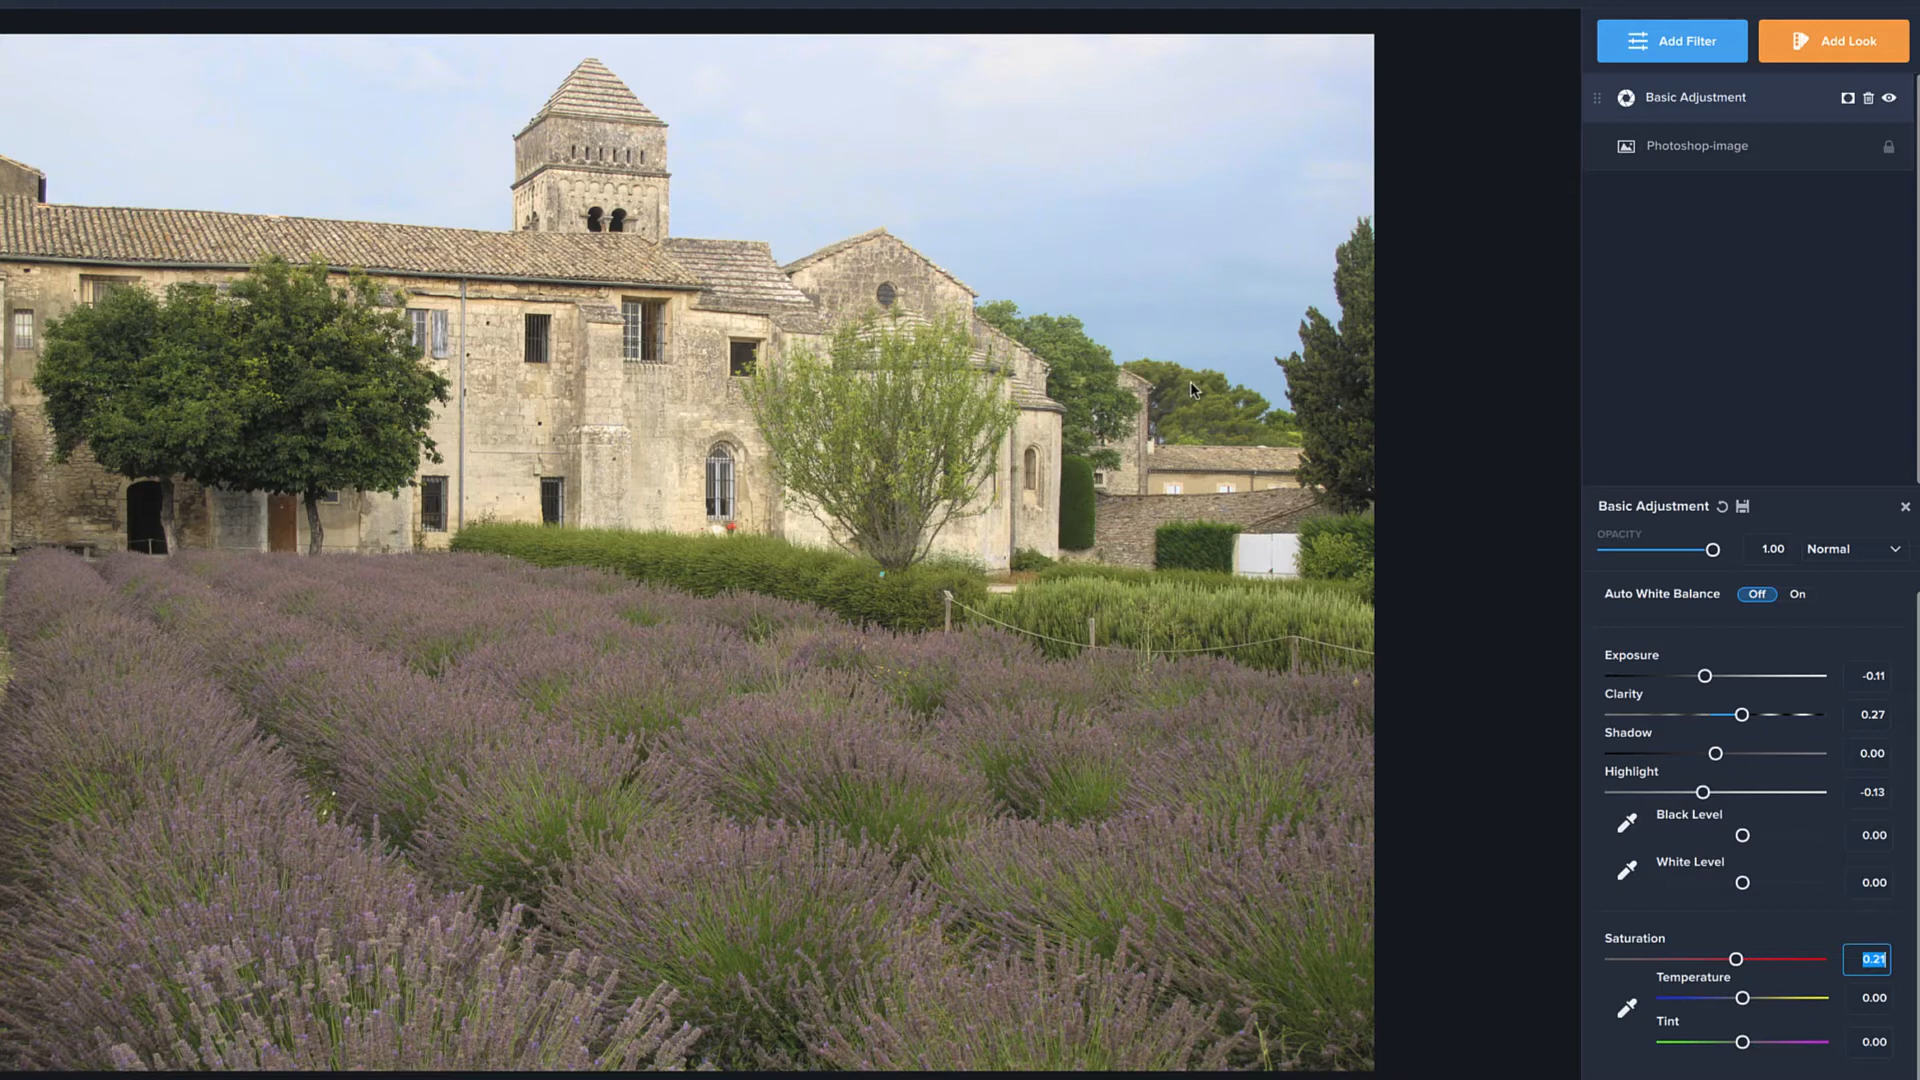 Add Filter
Add Look
Basic Adjustment
Photoshop-image
Basic Adjustment
OPACITY
1.00
Normal
Auto White Balance Off On
Exposure
-0.11
Clarity
0.27
Shadow
0.00
Highlight
-0.13
Black Level
0.00
White Level
0.00
Saturation
0.21
Temperature
0.00
Tint
0.00